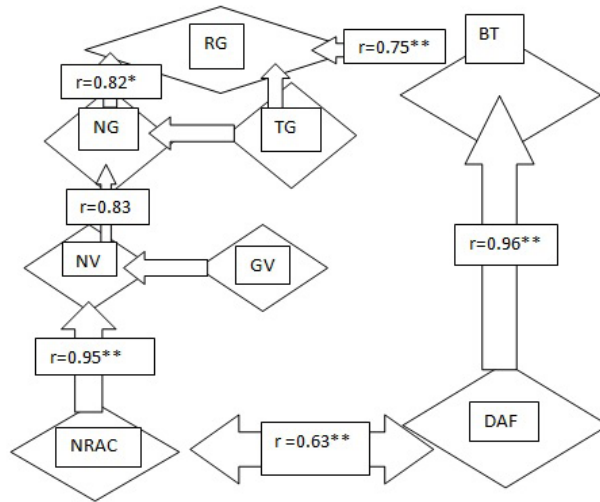 RG
r=0.75**
BT
r=0.82*
NG
TG
r=0.83
NV
GV
r=0.96**
r=0.95**
NRAC
r =0.63**
DAF